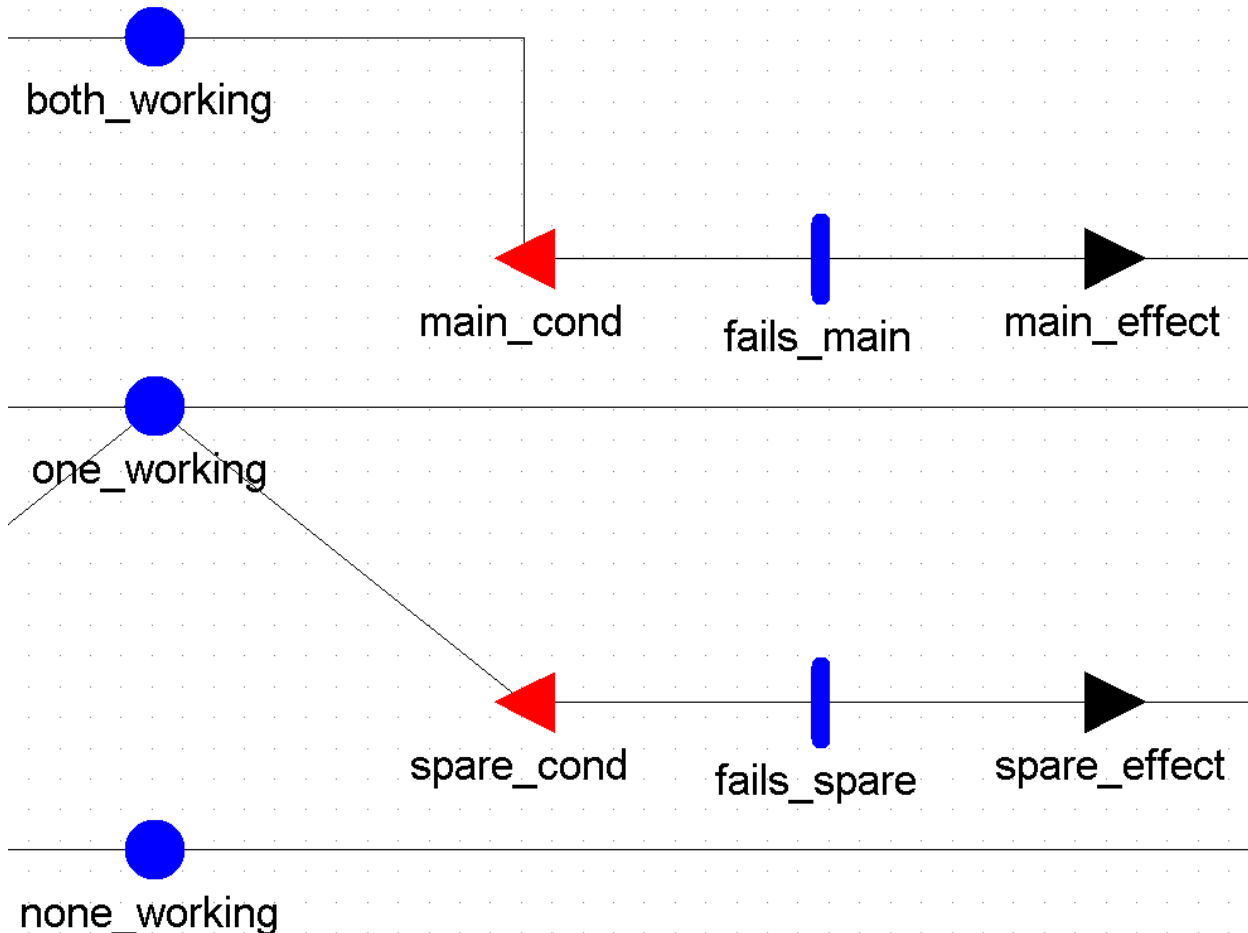 both_working
main_cond
fails_main
main_effect
one_working
spare_cond
fails_spare
spare_effect
none_working